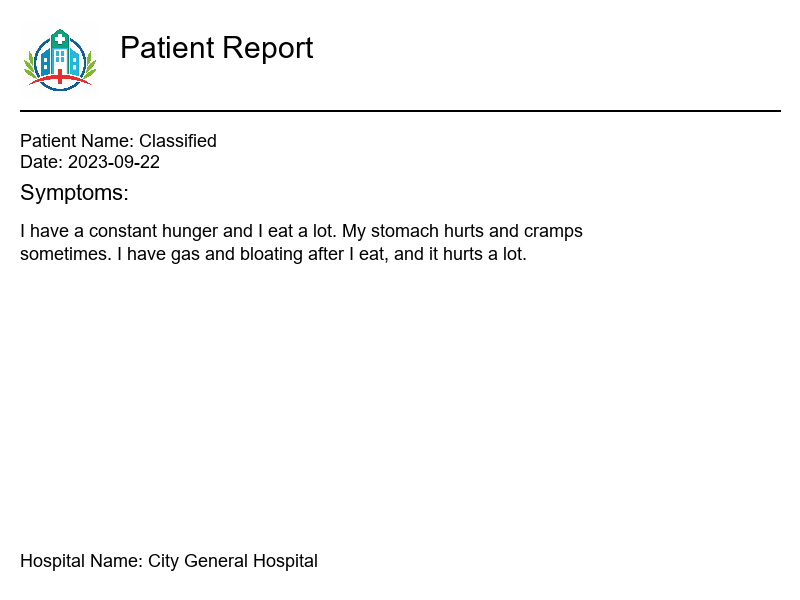 Patient Report
Patient Name: Classified
Date: 2023-09-22
Symptoms:
I have a constant hunger and I eat a lot. My stomach hurts and cramps
sometimes. I have gas and bloating after I eat, and it hurts a lot.
Hospital Name: City General Hospital